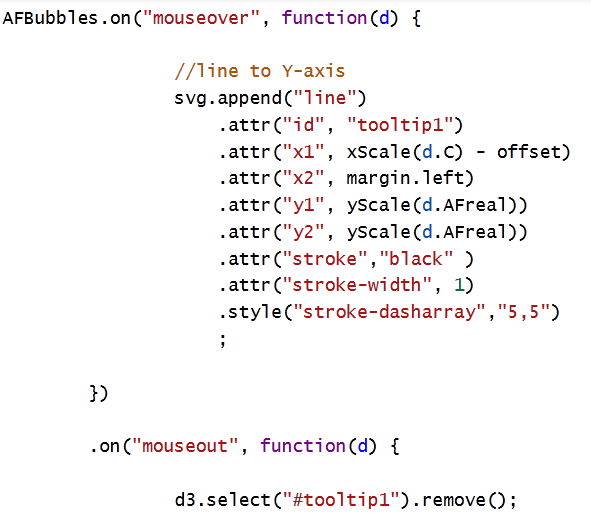 AFBubbles.on("mouseover", function(d) {
//line to Y-axis
svg.append("line")
.attr("id", "tooltip1")
.attr("x1", xScale(d.C) - offset)
.attr("x2", margin.left)
.attr("y1", yScale(d.AFreal))
.attr("y2", yScale(d.AFreal))
.attr("stroke","black" )
.attr("stroke-width", 1)
.style("stroke-dasharray","5,5")
;
})
.on("mouseout", function(d) {
d3.select("#tooltip1").remove();